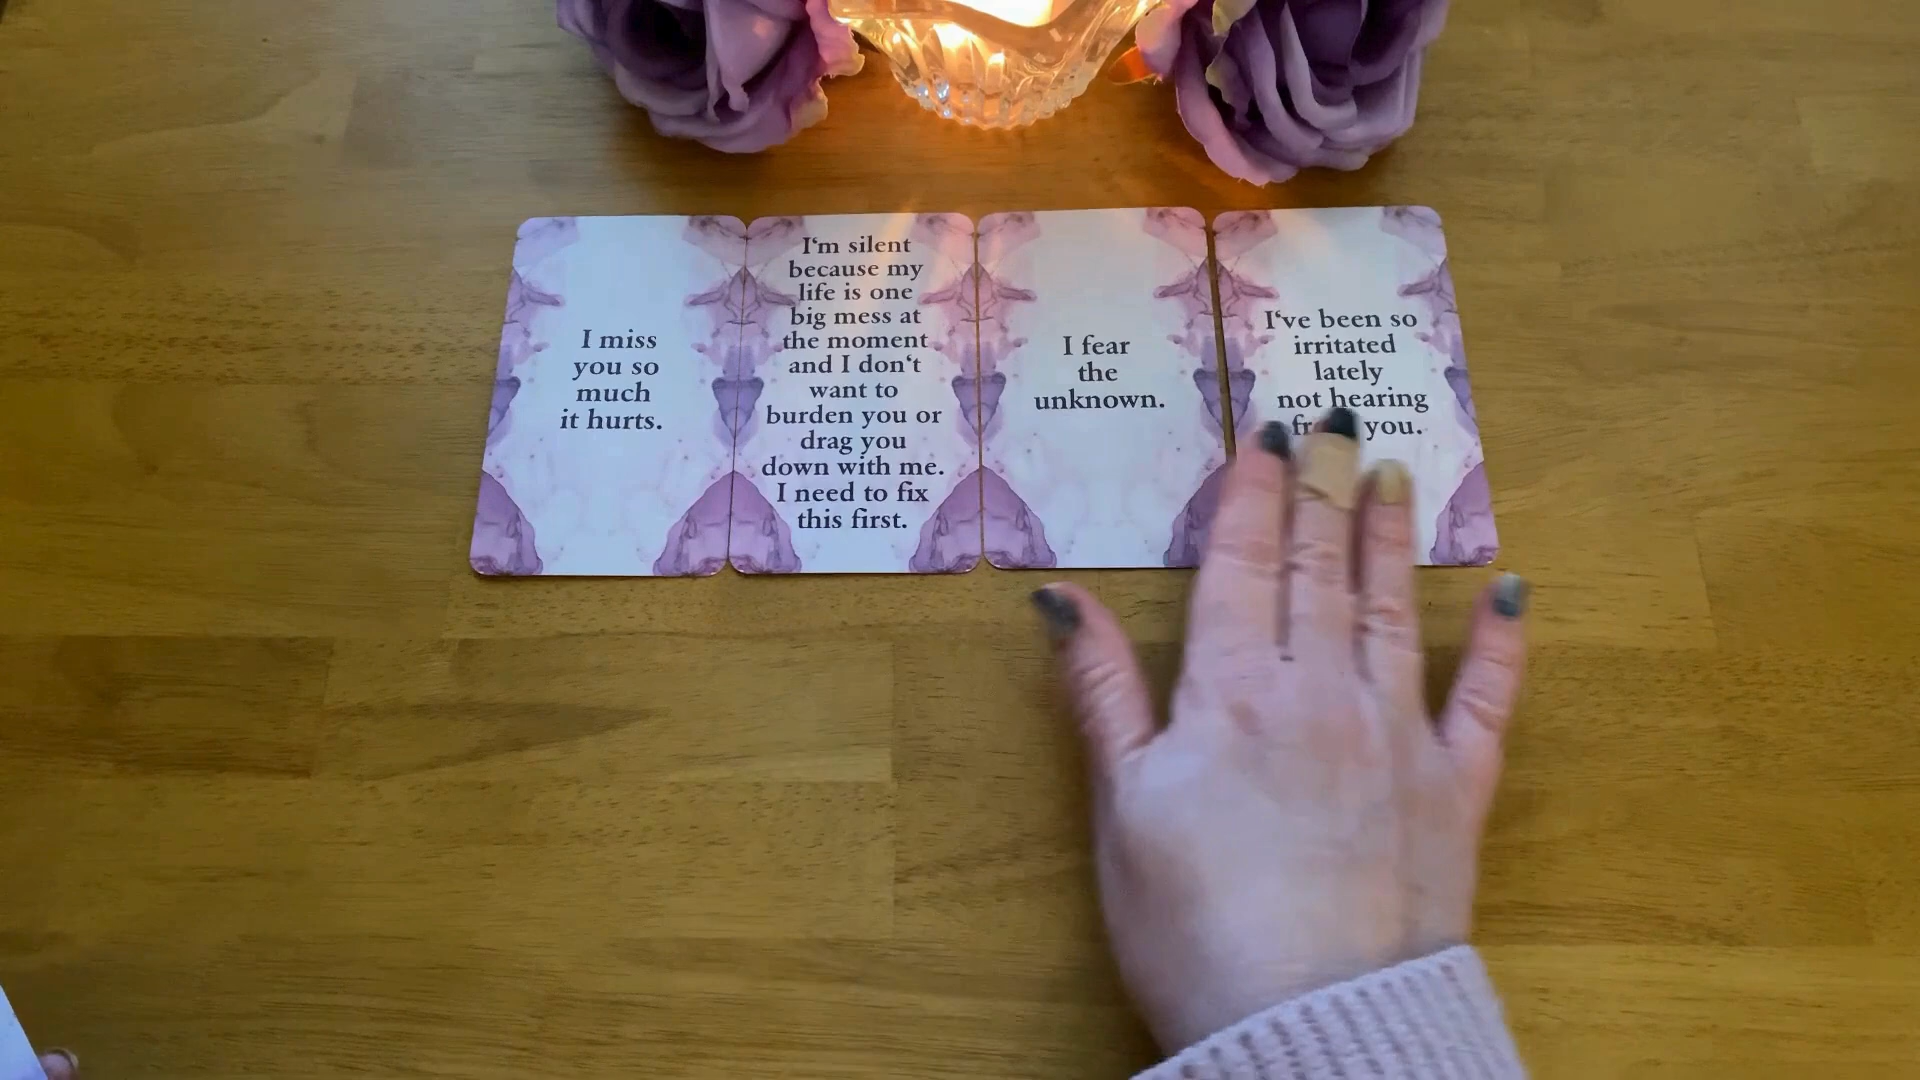 I miss
you so
much
it hurts.
I‘m silent
because my
life is one
big mess at
the moment
and I don‘t
want to
burden you or
drag you
down with me.
I need to fix
this first.
I fear
the
unknown.
I‘ve been so
irritated
lately
not hearing
you.